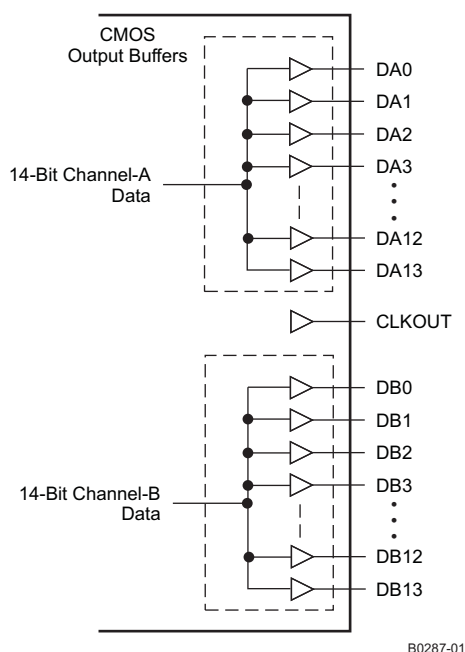 CMOS
Output Buffers
DA0
DA1
DA2
DA3
14-Bit Channel-A
Data
DA12
DA13
CLKOUT
DB0
DB1
DB2
DB3
14-Bit Channel-B
Data
DB12
DB13
B0287-01